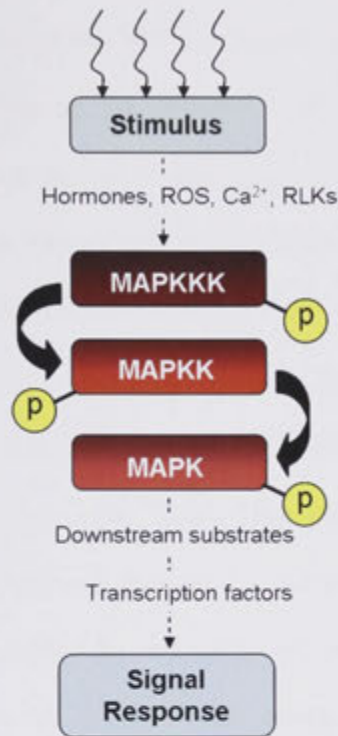 Stimulus
Hormones, ROS, Ca²⁺, RLKs
MAPKKK
p
MAPKK
p
MAPK
p
Downstream substrates
Transcription factors
Signal
Response